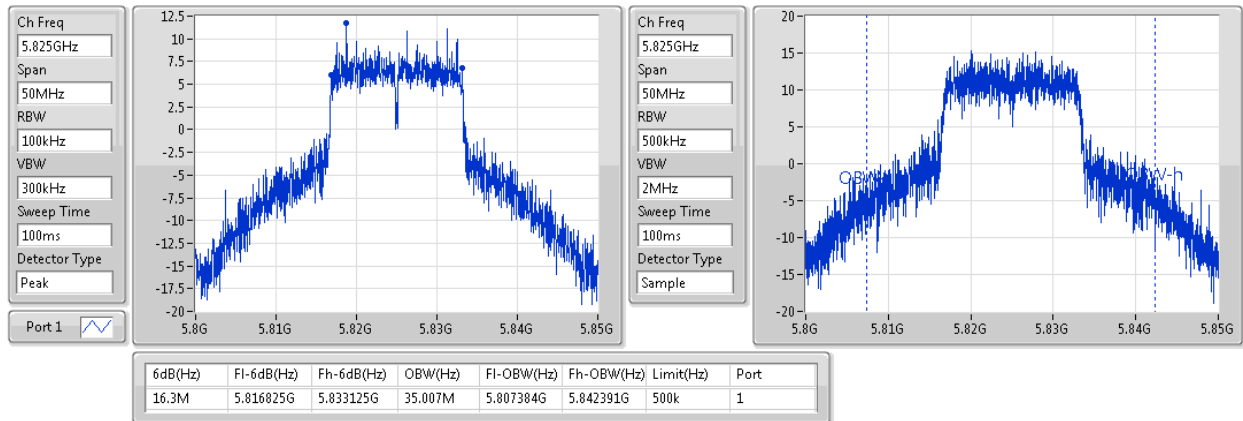 Ch Freq
5.825GHz
Span
50MHz
RBW
100kHz
VBW
300kHz
Sweep Time
100ms
Detector Type
Peak
Port 1
12.5
10
7.5
5
2.5
0
-2.5
-5
-7.5
-10
-12.5
-15
-17.5
-20
5.8G 5.81G 5.82G 5.83G 5.84G 5.85G
Ch Freq
5.825GHz
Span
50MHz
RBW
500kHz
VBW
2MHz
Sweep Time
100ms
Detector Type
Sample
20
15
10
5
0
-5
-10
-15
-20
5.8G 5.81G 5.82G 5.83G 5.84G 5.85G
6dB(Hz) Fl-6dB(Hz) Fh-6dB(Hz) OBW(Hz) Fl-OBW(Hz) Fh-OBW(Hz) Limit(Hz) Port
16.3M 5.816825G 5.833125G 35.007M 5.807384G 5.842391G 500k 1